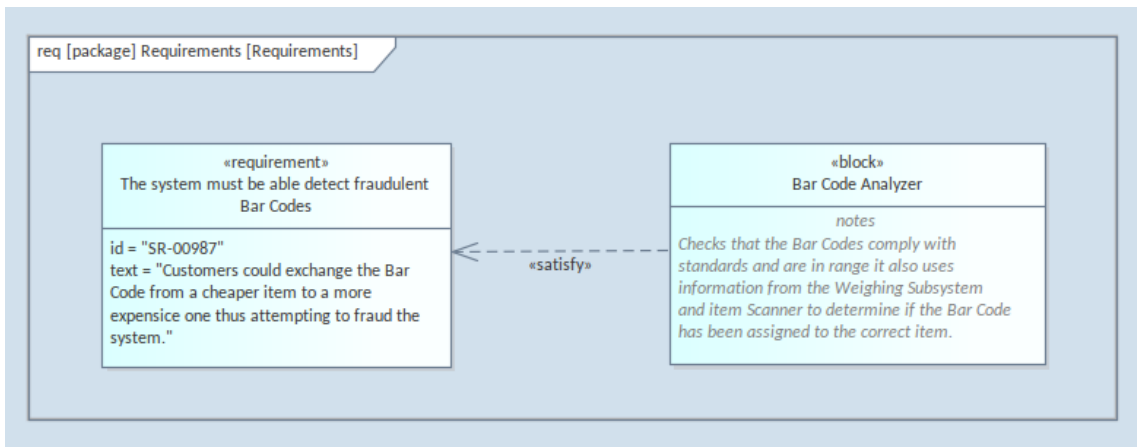 req [package] Requirements [Requirements]
«requirement»
The system must be able detect fraudulent
Bar Codes
id = "SR-00987"
text = "Customers could exchange the Bar
Code from a cheaper item to a more
expensice one thus attempting to fraud the
system."
«satisfy»
«block»
Bar Code Analyzer
notes
Checks that the Bar Codes comply with
standards and are in range it also uses
information from the Weighing Subsystem
and item Scanner to determine if the Bar Code
has been assigned to the correct item.